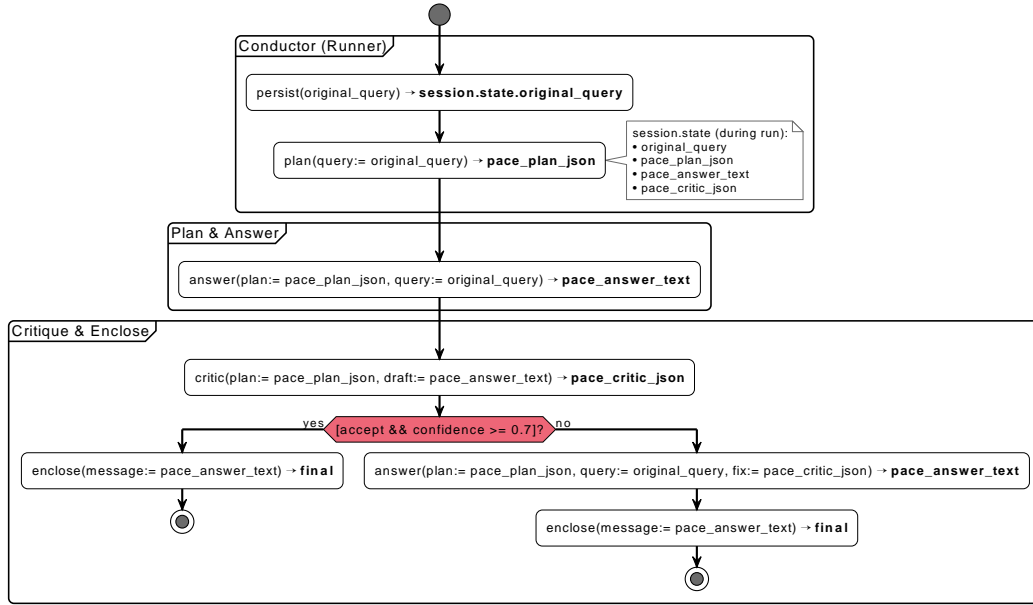 Conductor (Runner)
persist(original_query) → session.state.original_query
plan(query:= original_query) → pace_plan_json
session.state (during run):
• original_query
• pace_plan_json
• pace_answer_text
• pace_critic_json
Plan & Answer
answer(plan:= pace_plan_json, query:= original_query) → pace_answer_text
Critique & Enclose
critic(plan:= pace_plan_json, draft:= pace_answer_text) → pace_critic_json
yes
[accept && confidence >= 0.7]?
no
enclose(message:= pace_answer_text) → final
answer(plan:= pace_plan_json, query:= original_query, fix:= pace_critic_json) → pace_answer_text
enclose(message:= pace_answer_text) → final